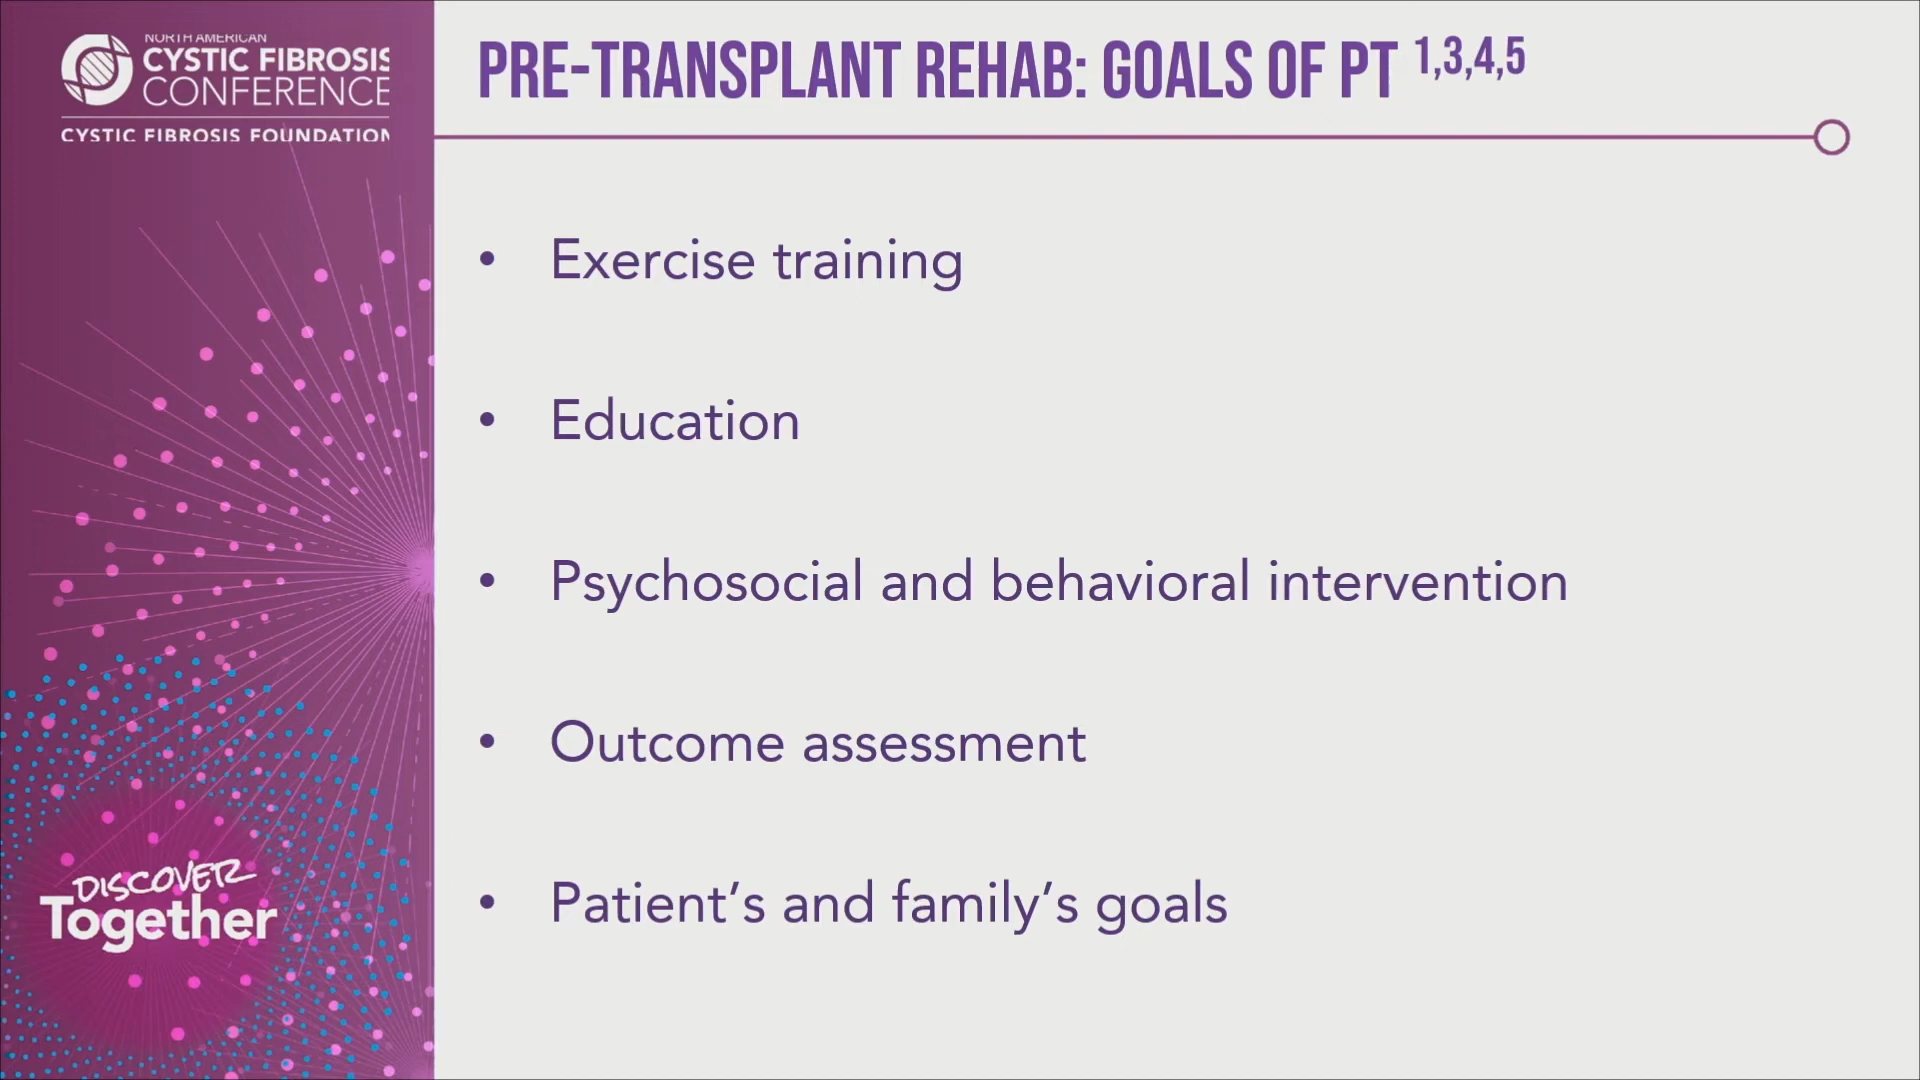 NORTH AMERICAN
CYSTIC FIBROSIS
CONFERENCE
CYSTIC FIBROSIS FOUNDATION
PRE-TRANSPLANT REHAB: GOALS OF PT 1,3,4,5
• Exercise training
• Education
• Psychosocial and behavioral intervention
• Outcome assessment
• Patient’s and family’s goals
DISCOVER
Together